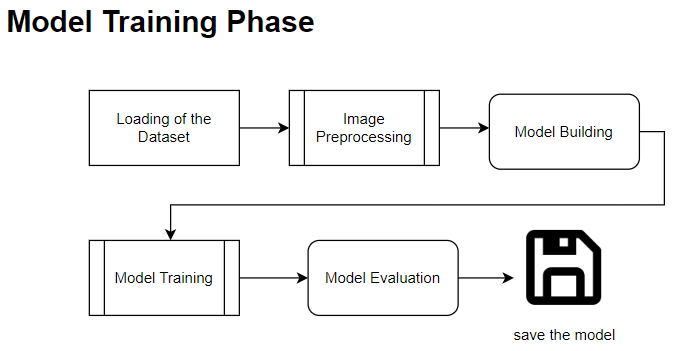 Model Training Phase
Loading of the
Dataset
Image
Preprocessing
Model Building
Model Training
Model Evaluation
save the model